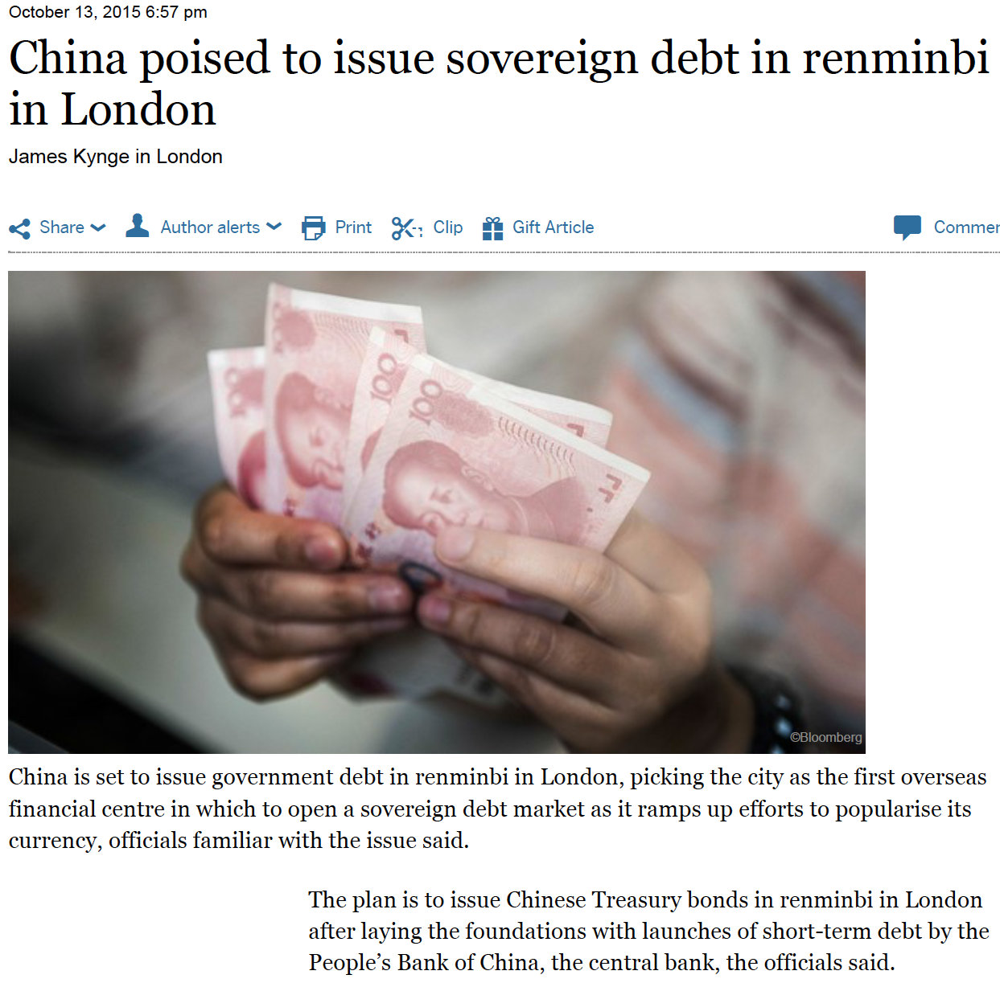 October 13, 2015 6:57 pm
China poised to issue sovereign debt in renminbi
in London
James Kynge in London
Share Author alerts Print Clip Gift Article Commen
100
100
100
100
©Bloomberg
China is set to issue government debt in renminbi in London, picking the city as the first overseas
financial centre in which to open a sovereign debt market as it ramps up efforts to popularise its
currency, officials familiar with the issue said.
The plan is to issue Chinese Treasury bonds in renminbi in London
after laying the foundations with launches of short-term debt by the
People’s Bank of China, the central bank, the officials said.